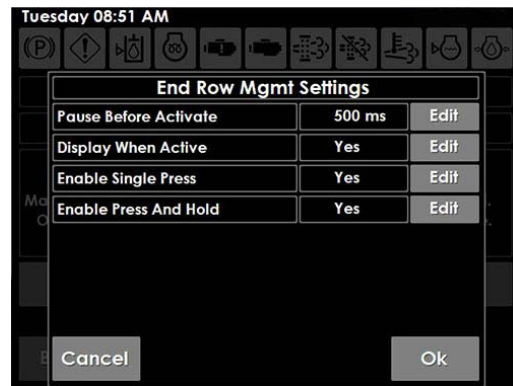 Tuesday 08:51 AM
End Row Mgmt Settings
Pause Before Activate 500 ms Edit
Display When Active Yes Edit
Enable Single Press Yes Edit
Enable Press And Hold Yes Edit
Cancel Ok